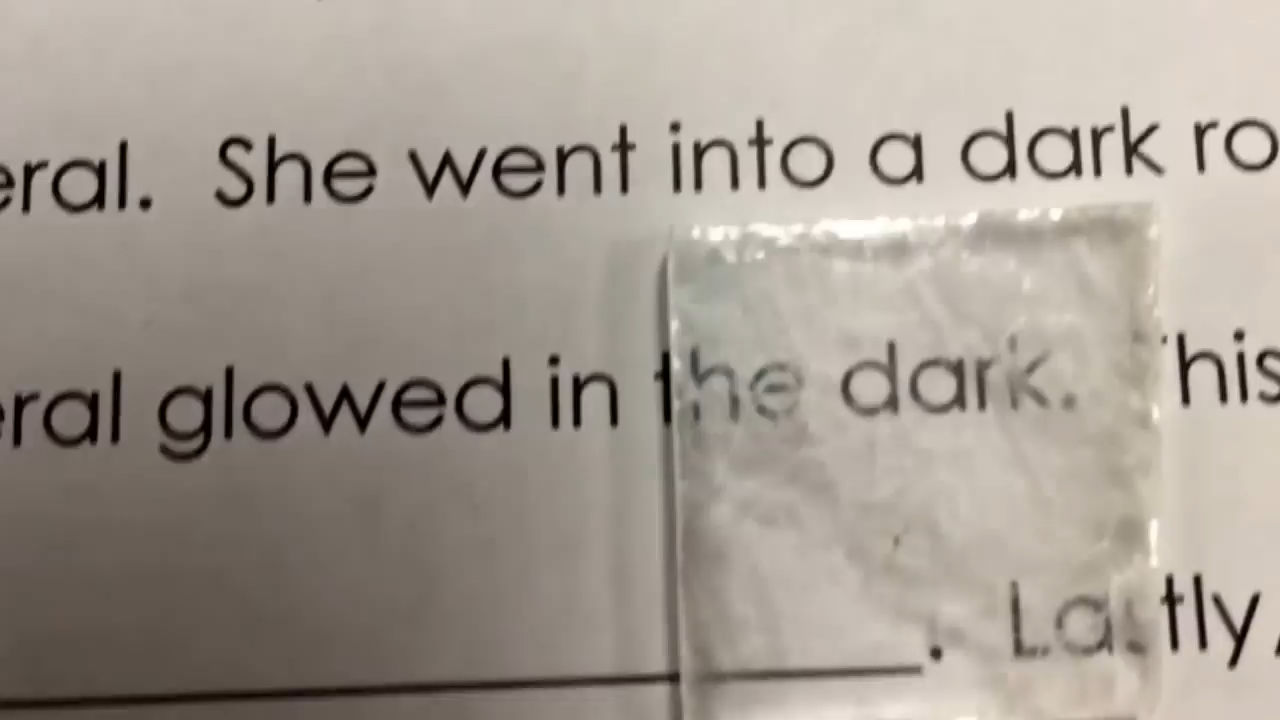 eral. She went into a dark ro
eral glowed in the dark. This
. Lastly,